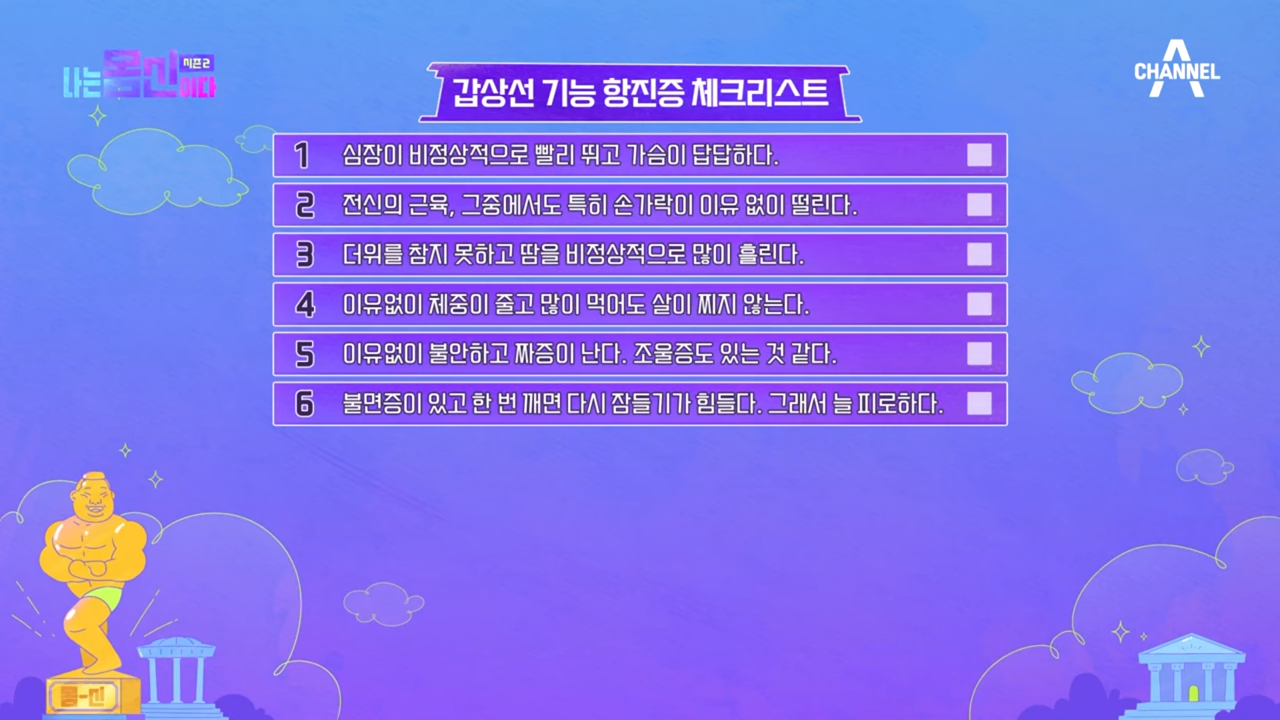 나는 몸신이다 시즌2
CHANNEL A
갑상선 기능 항진증 체크리스트
1 심장이 비정상적으로 빨리 뛰고 가슴이 답답하다.
2 전신의 근육, 그중에서도 특히 손가락이 이유 없이 떨린다.
3 더위를 참지 못하고 땀을 비정상적으로 많이 흘린다.
4 이유없이 체중이 줄고 많이 먹어도 살이 찌지 않는다.
5 이유없이 불안하고 짜증이 난다. 조울증도 있는 것 같다.
6 불면증이 있고 한 번 깨면 다시 잠들기가 힘들다. 그래서 늘 피로하다.
몸-신